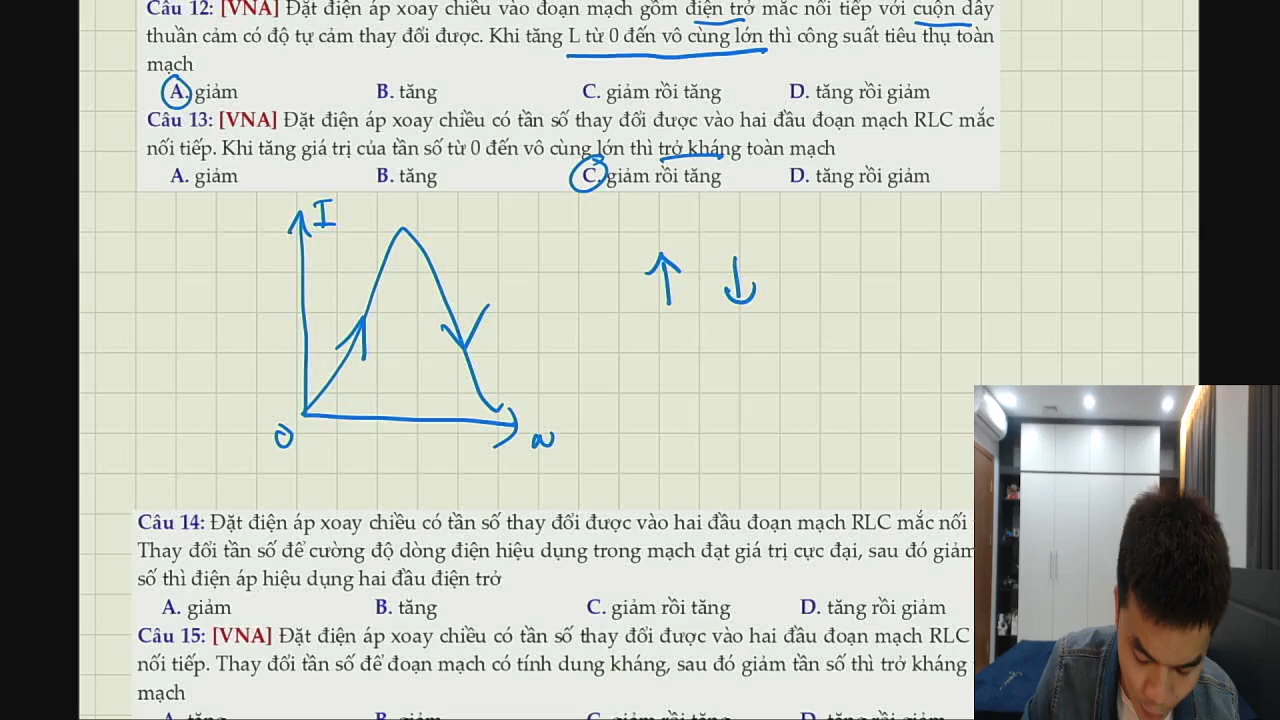 Câu 12: [VNA] Đặt điện áp xoay chiều vào đoạn mạch gồm điện trở mắc nối tiếp với cuộn dây
thuần cảm có độ tự cảm thay đổi được. Khi tăng L từ 0 đến vô cùng lớn thì công suất tiêu thụ toàn
mạch
A. giảm B. tăng C. giảm rồi tăng D. tăng rồi giảm
Câu 13: [VNA] Đặt điện áp xoay chiều có tần số thay đổi được vào hai đầu đoạn mạch RLC mắc
nối tiếp. Khi tăng giá trị của tần số từ 0 đến vô cùng lớn thì trở kháng toàn mạch
A. giảm B. tăng C. giảm rồi tăng D. tăng rồi giảm
I
0
Câu 14: Đặt điện áp xoay chiều có tần số thay đổi được vào hai đầu đoạn mạch RLC mắc nối
Thay đổi tần số để cường độ dòng điện hiệu dụng trong mạch đạt giá trị cực đại, sau đó giảm
số thì điện áp hiệu dụng hai đầu điện trở
A. giảm B. tăng C. giảm rồi tăng D. tăng rồi giảm
Câu 15: [VNA] Đặt điện áp xoay chiều có tần số thay đổi được vào hai đầu đoạn mạch RLC
nối tiếp. Thay đổi tần số để đoạn mạch có tính dung kháng, sau đó giảm tần số thì trở kháng
mạch
A. tăng B. giảm C. giảm rồi tăng D. tăng rồi giảm